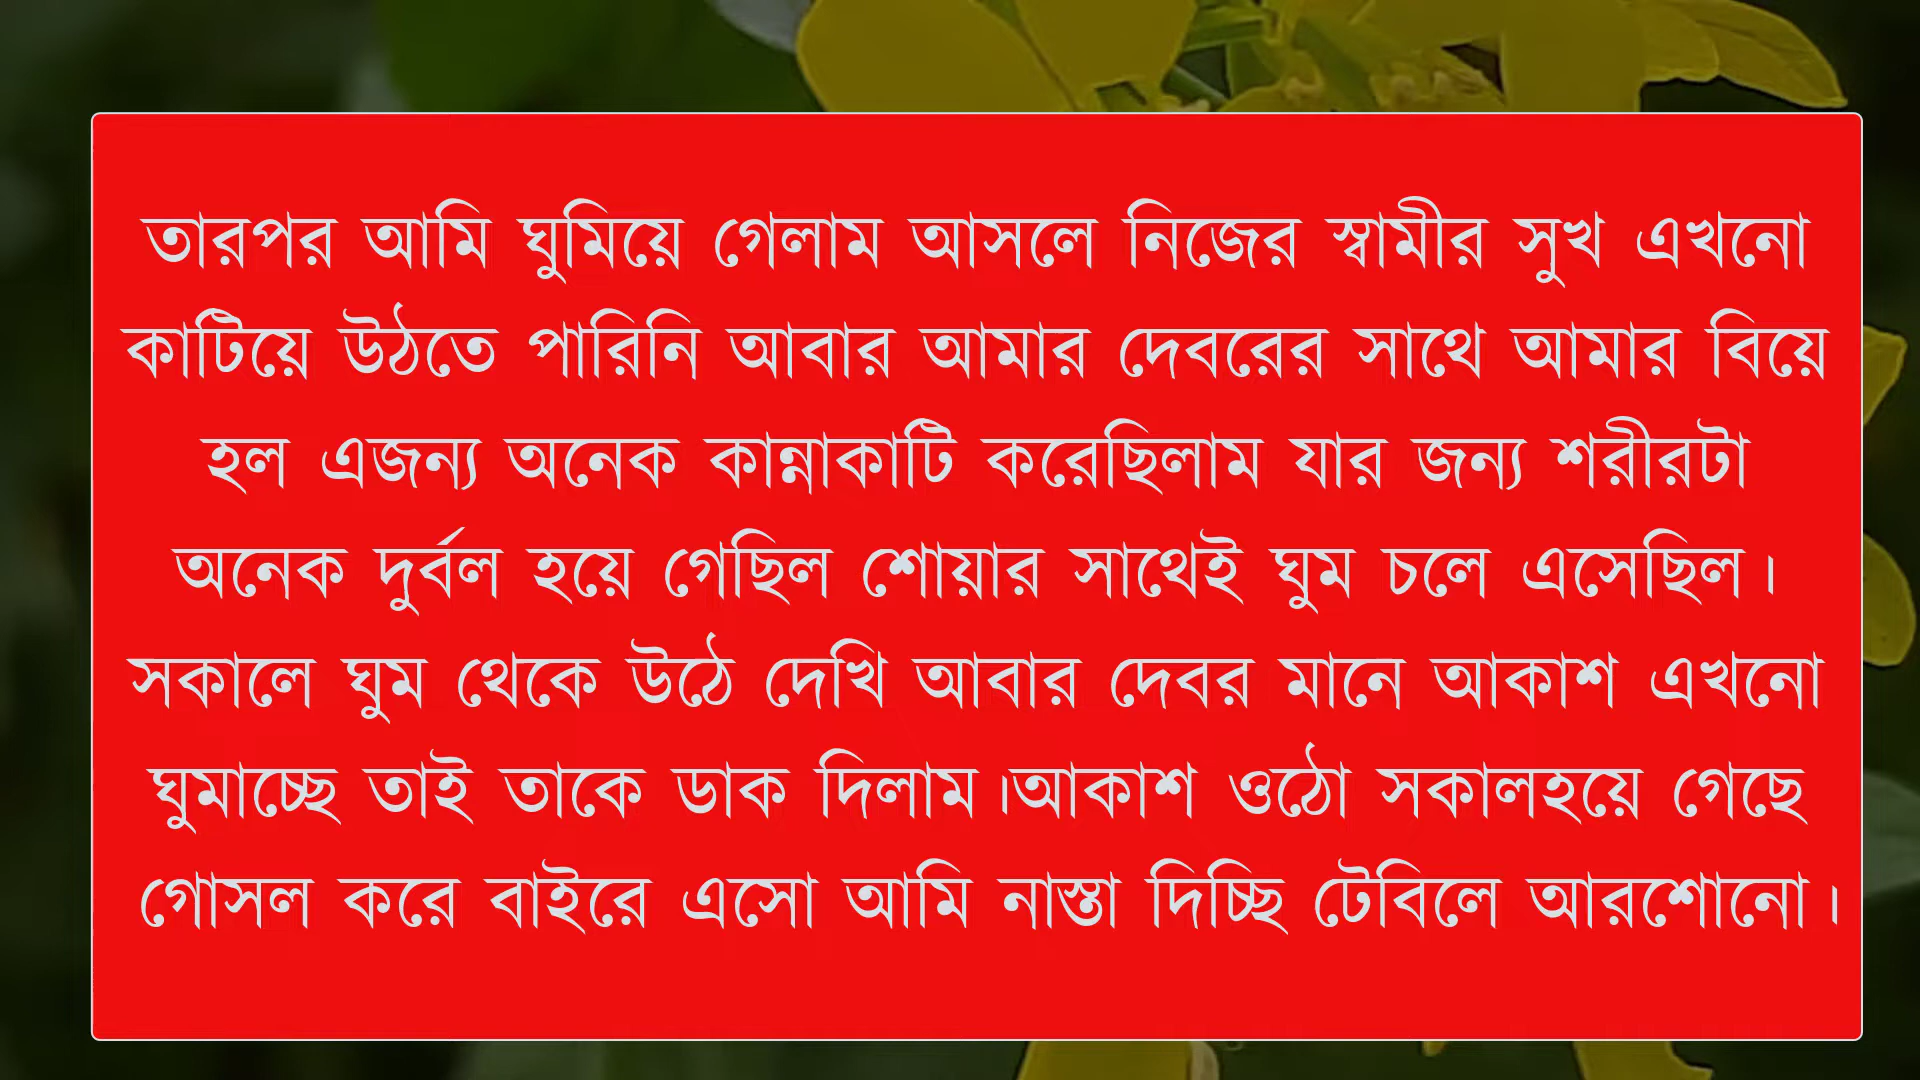 তারপর আমি ঘুমিয়ে গেলাম আসলে নিজের স্বামীর সুখ এখনো
কাটিয়ে উঠতে পারিনি আবার আমার দেবরের সাথে আমার বিয়ে
হল এজন্য অনেক কান্নাকাটি করেছিলাম যার জন্য শরীরটা
অনেক দুর্বল হয়ে গেছিল শোয়ার সাথেই ঘুম চলে এসেছিল।
সকালে ঘুম থেকে উঠে দেখি আবার দেবর মানে আকাশ এখনো
ঘুমাচ্ছে তাই তাকে ডাক দিলাম।আকাশ ওঠো সকালহয়ে গেছে
গোসল করে বাইরে এসো আমি নাস্তা দিচ্ছি টেবিলে আরশোনো।